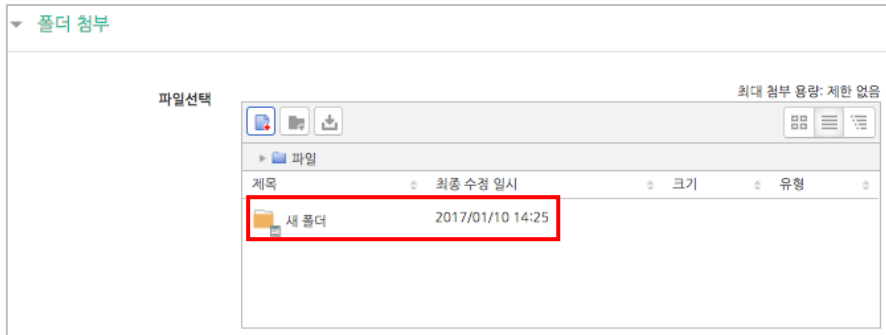 폴더 첨부
최대 첨부 용량: 제한 없음
파일선택
파일
제목 최종 수정 일시 크기 유형
새 폴더 2017/01/10 14:25